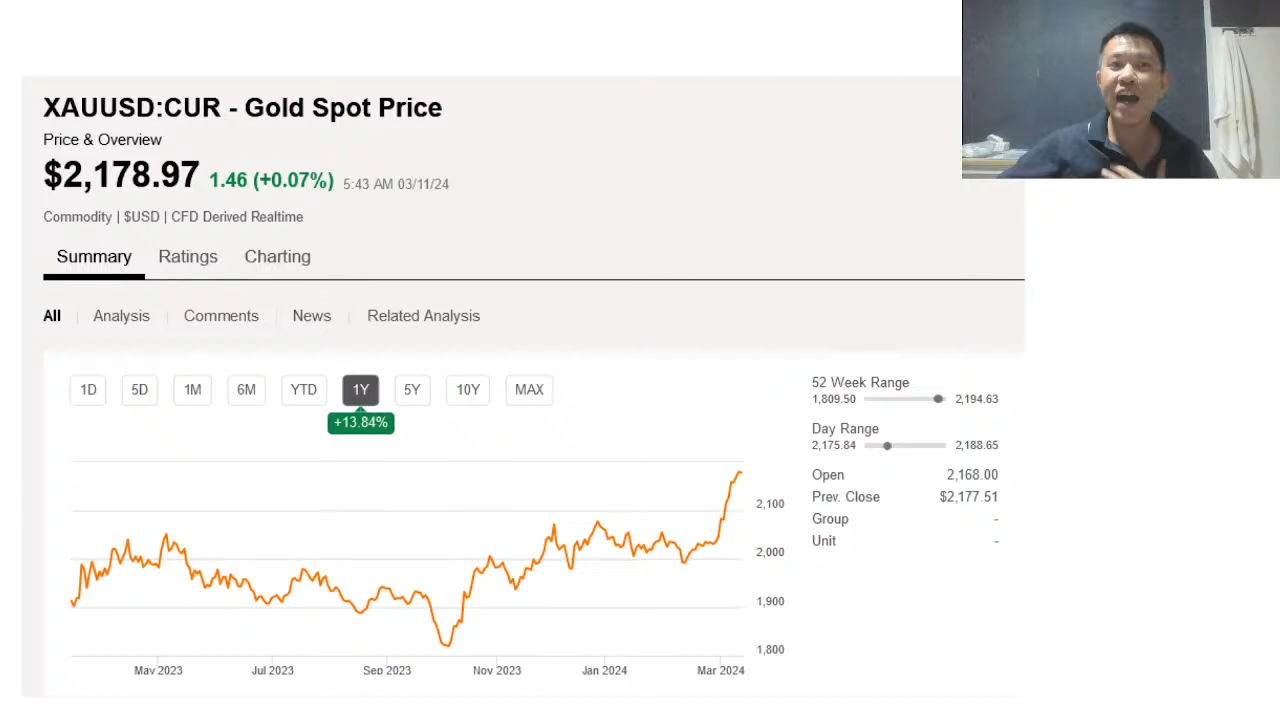 XAUUSD:CUR - Gold Spot Price
Price & Overview
$2,178.97 1.46 (+0.07%) 5:43 AM 03/11/24
Commodity | $USD | CFD Derived Realtime
Summary Ratings Charting
All Analysis Comments News Related Analysis
1D 5D 1M 6M YTD 1Y 5Y 10Y MAX
+13.84%
52 Week Range
1,809.50 2,194.63
Day Range
2,175.84 2,188.65
Open 2,168.00
Prev. Close $2,177.51
Group -
Unit -
2,100
2,000
1,900
1,800
May 2023 Jul 2023 Sep 2023 Nov 2023 Jan 2024 Mar 2024